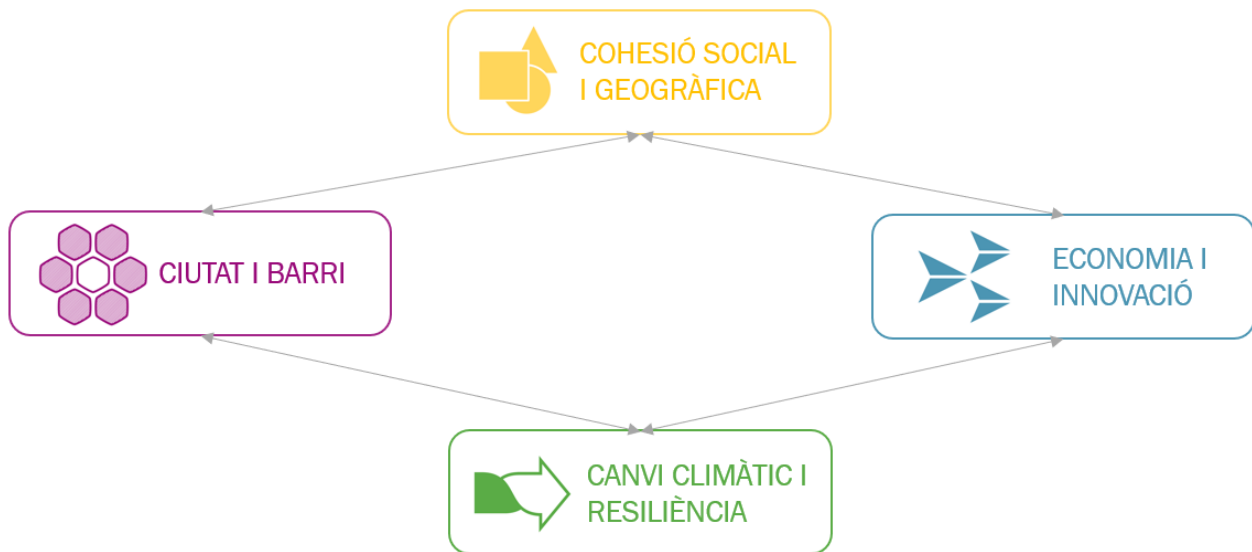 COHESIÓ SOCIAL
I GEOGRÀFICA
CIUTAT I BARRI
ECONOMIA I
INNOVACIÓ
CANVI CLIMÀTIC I
RESILIÈNCIA